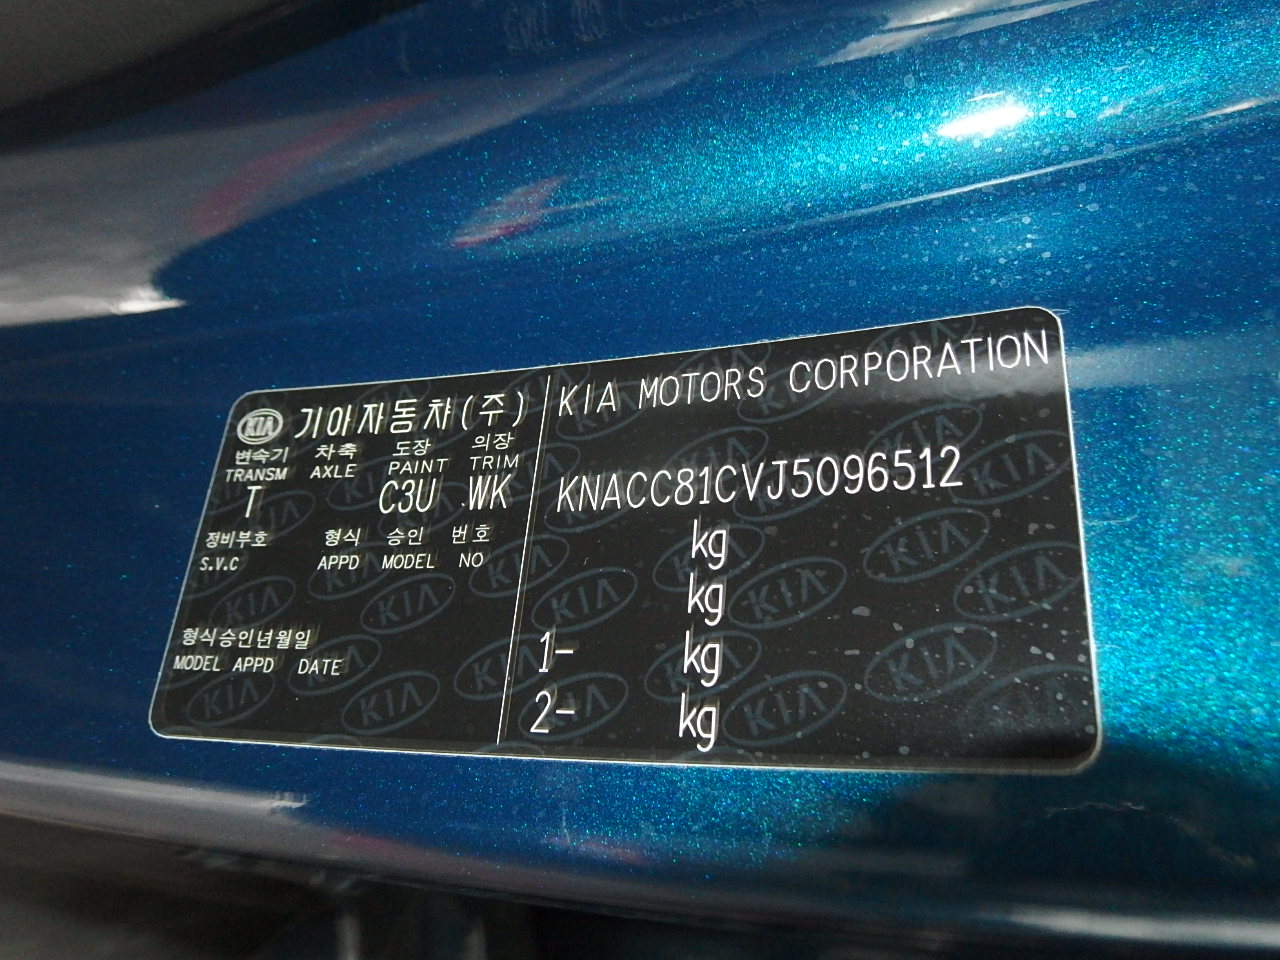 KIA 기아자동차(주)
변속기 차축 도장 의장
TRANSM AXLE PAINT TRIM
T C3U WK
정비부호 형식 승인 번호
S.V.C APPD MODEL NO
형식승인년월일
MODEL APPD DATE
KIA MOTORS CORPORATION
KNACC81CVJ5096512
kg
kg
1- kg
2- kg